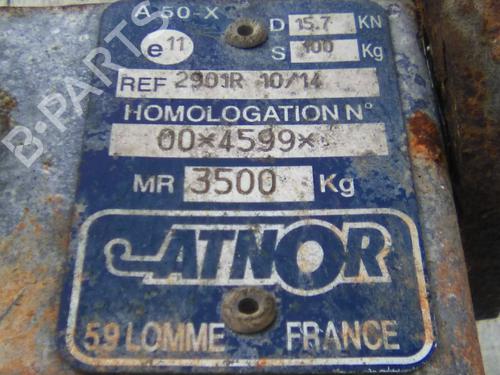 A 50-X D 15.7 KN
e 11 S 100 Kg
REF 2901R 10/14
HOMOLOGATION N°
00*4599*
MR 3500 Kg
ATNOR
59 LOMME FRANCE
B-PARTS